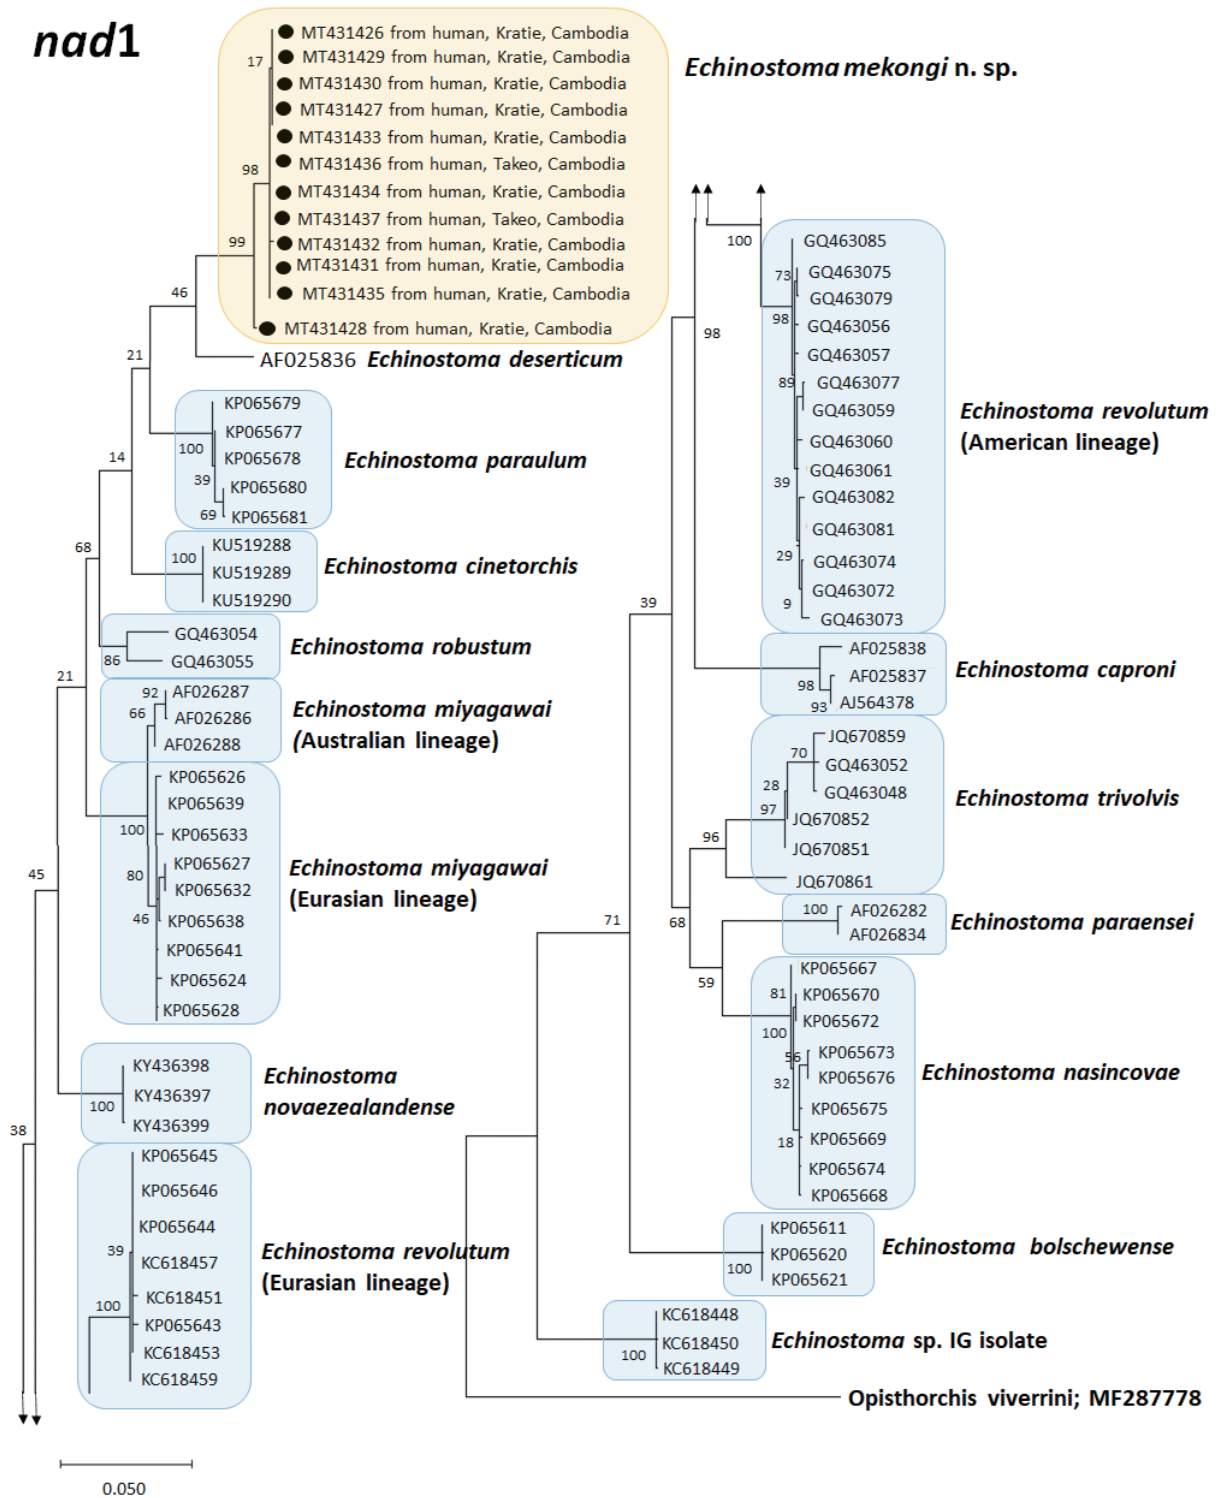 nad1
MT431426 from human, Kratie, Cambodia
MT431429 from human, Kratie, Cambodia
17
MT431430 from human, Kratie, Cambodia
MT431427 from human, Kratie, Cambodia
MT431433 from human, Kratie, Cambodia
MT431436 from human, Takeo, Cambodia
98
MT431434 from human, Kratie, Cambodia
MT431437 from human, Takeo, Cambodia
99
MT431432 from human, Kratie, Cambodia
MT431431 from human, Kratie, Cambodia
MT431435 from human, Kratie, Cambodia
46
MT431428 from human, Kratie, Cambodia
Echinostoma mekongi n. sp.
AF025836 Echinostoma deserticum
21
KP065679
KP065677
100
KP065678
39
KP065680
69
KP065681
Echinostoma paraulum
14
KU519288
100
KU519289
KU519290
Echinostoma cinetorchis
68
GQ463054
86
GQ463055
Echinostoma robustum
21
92
AF026287
66
AF026286
AF026288
Echinostoma miyagawai
(Australian lineage)
KP065626
KP065639
100
KP065633
KP065627
80
KP065632
46
KP065638
KP065641
KP065624
KP065628
Echinostoma miyagawai
(Eurasian lineage)
45
KY436398
100
KY436397
KY436399
Echinostoma
novaezealandense
38
KP065645
KP065646
KP065644
39
KC618457
100
KC618451
KP065643
KC618453
KC618459
Echinostoma revolutum
(Eurasian lineage)
0.050
100
GQ463085
73
GQ463075
GQ463079
98
GQ463056
GQ463057
89
GQ463077
GQ463059
GQ463060
GQ463061
39
GQ463082
GQ463081
29
GQ463074
GQ463072
9
GQ463073
Echinostoma revolutum
(American lineage)
98
39
AF025838
98
AF025837
93
AJ564378
Echinostoma caproni
JQ670859
70
GQ463052
28
GQ463048
97
JQ670852
JQ670851
96
JQ670861
Echinostoma trivolvis
71
68
100
AF026282
AF026834
Echinostoma paraensei
59
KP065667
81
KP065670
100
KP065672
56
KP065673
KP065676
32
KP065675
18
KP065669
KP065674
KP065668
Echinostoma nasincovae
KP065611
KP065620
100
KP065621
Echinostoma bolschewense
KC618448
KC618450
100
KC618449
Echinostoma sp. IG isolate
Opisthorchis viverrini; MF287778